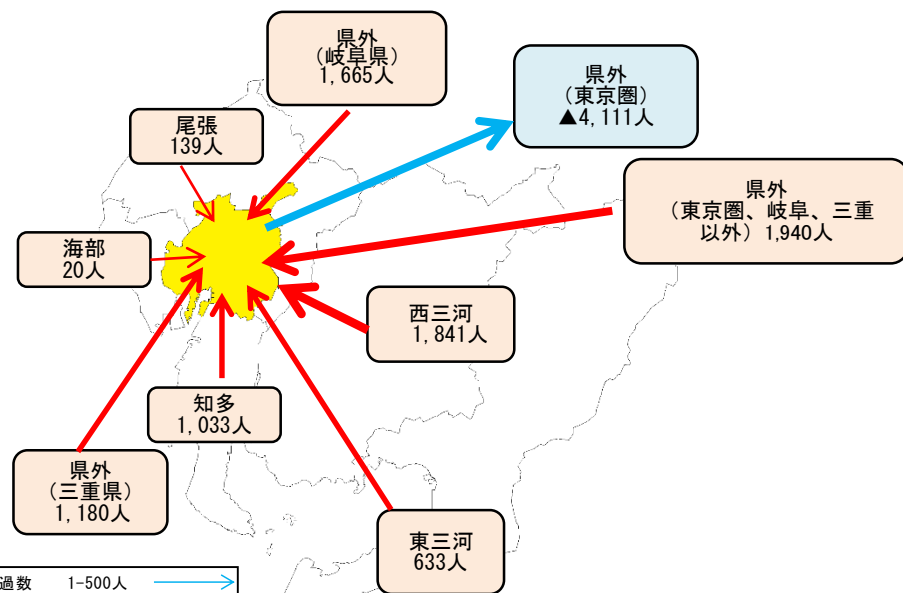 県外
（岐阜県）
1,665人
県外
（東京圏）
▲4,111人
尾張
139人
県外
（東京圏、岐阜、三重
以外）1,940人
海部
20人
西三河
1,841人
知多
1,033人
県外
（三重県）
1,180人
東三河
633人
過数 1-500人